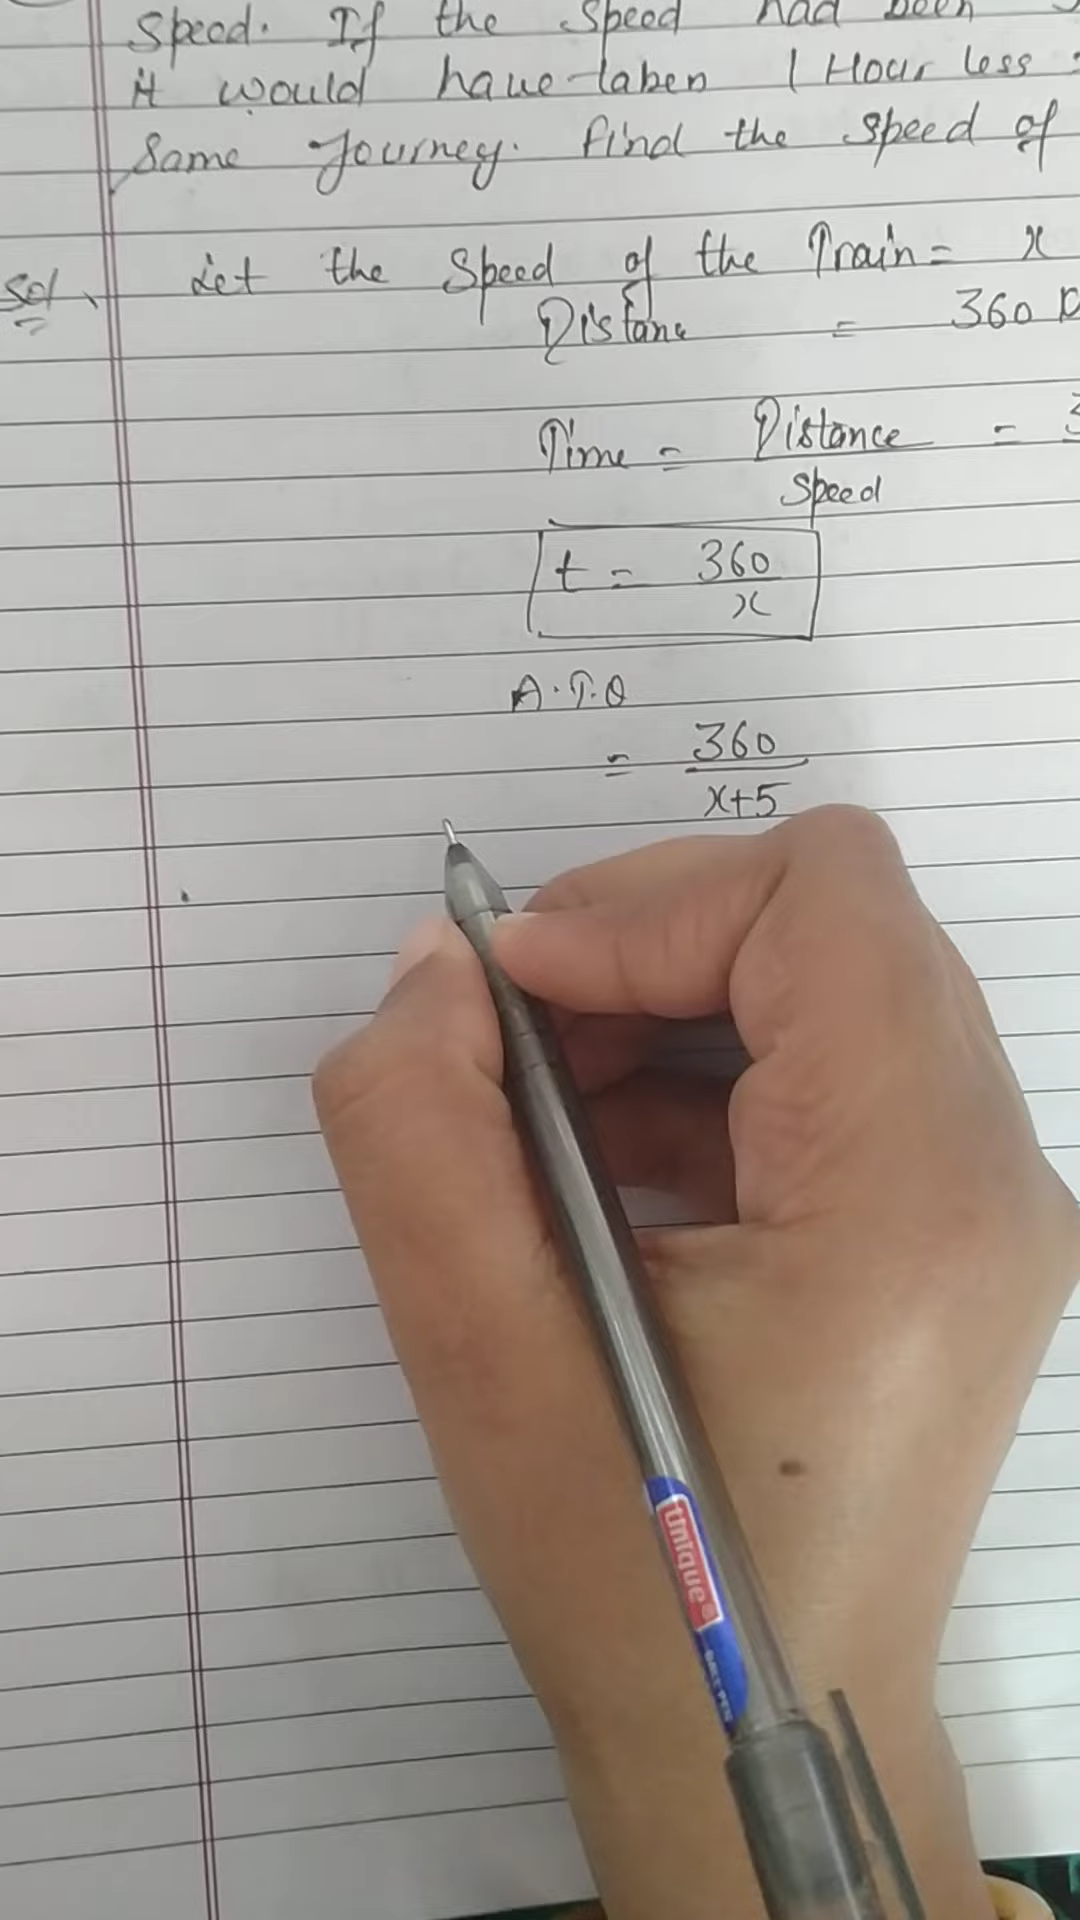 Speed. If the Speed had been
it would have taken 1 Hour less
Same Journey. find the speed of
Sol. Let the Speed of the Train = x
Distanc = 360
Time = Distance =
Speed
t = 360
x
A.T.Q
= 360
x+5
Unique®